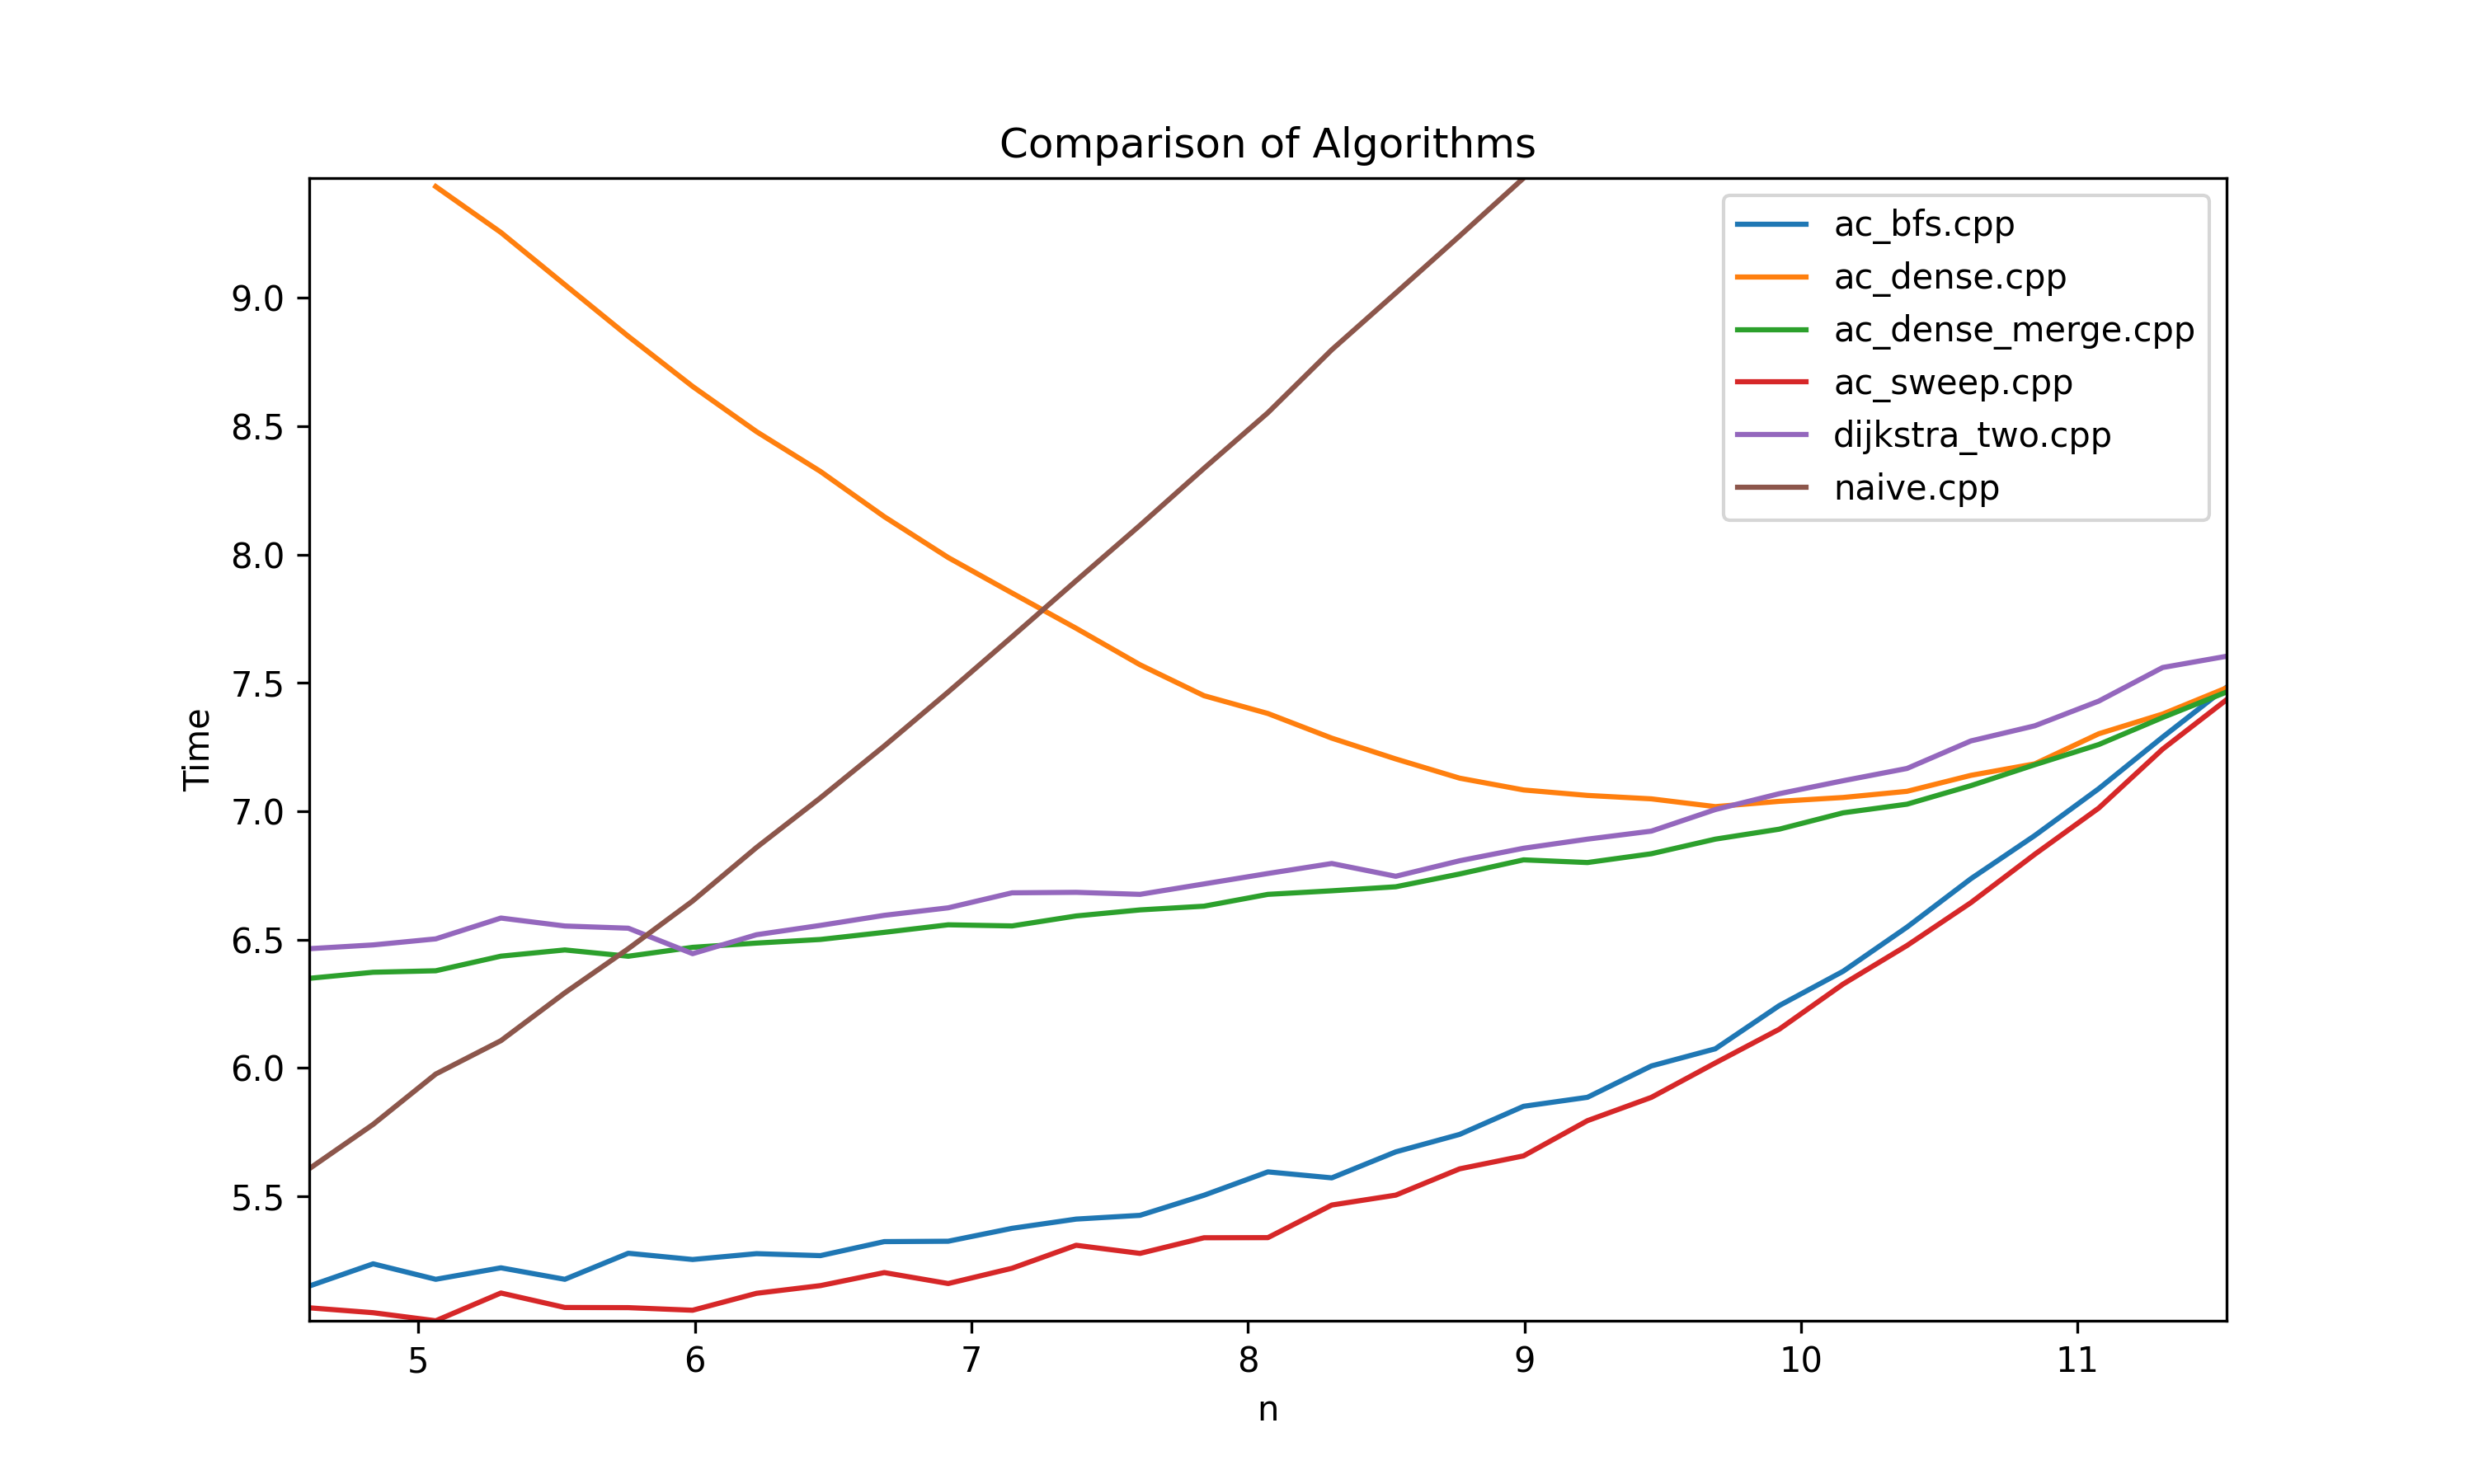 Comparison of Algorithms
ac_bfs.cpp
ac_dense.cpp
ac_dense_merge.cpp
ac_sweep.cpp
dijkstra_two.cpp
naive.cpp
Time
9.0
8.5
8.0
7.5
7.0
6.5
6.0
5.5
5 6 7 8 9 10 11
n